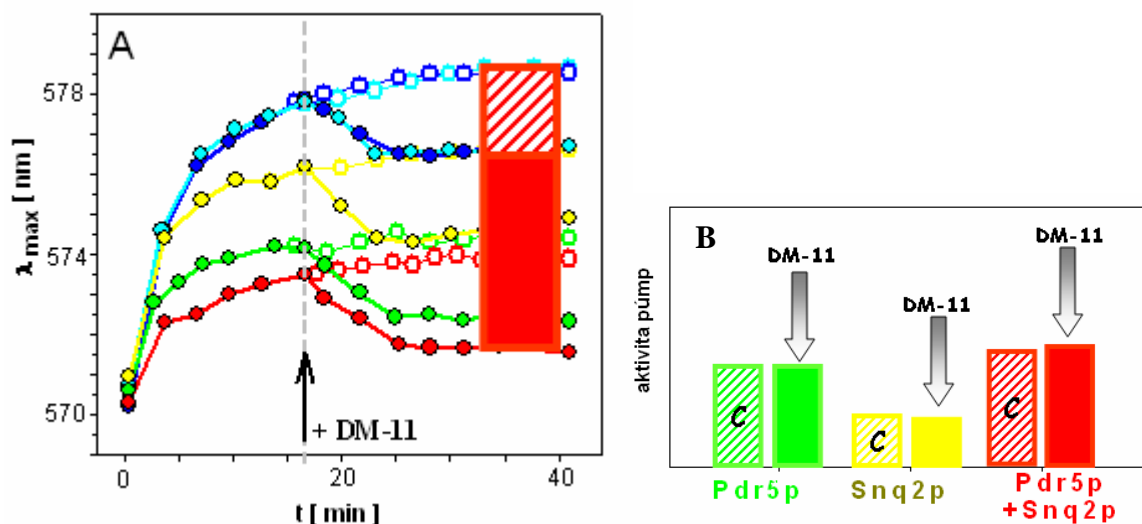 A
578
574
570
λmax [ nm ]
+ DM-11
0
20
40
t [ min ]
B
DM-11
DM-11
DM-11
aktivita púmp
C
C
C
Pdr5p
Snq2p
Pdr5p
+Snq2p